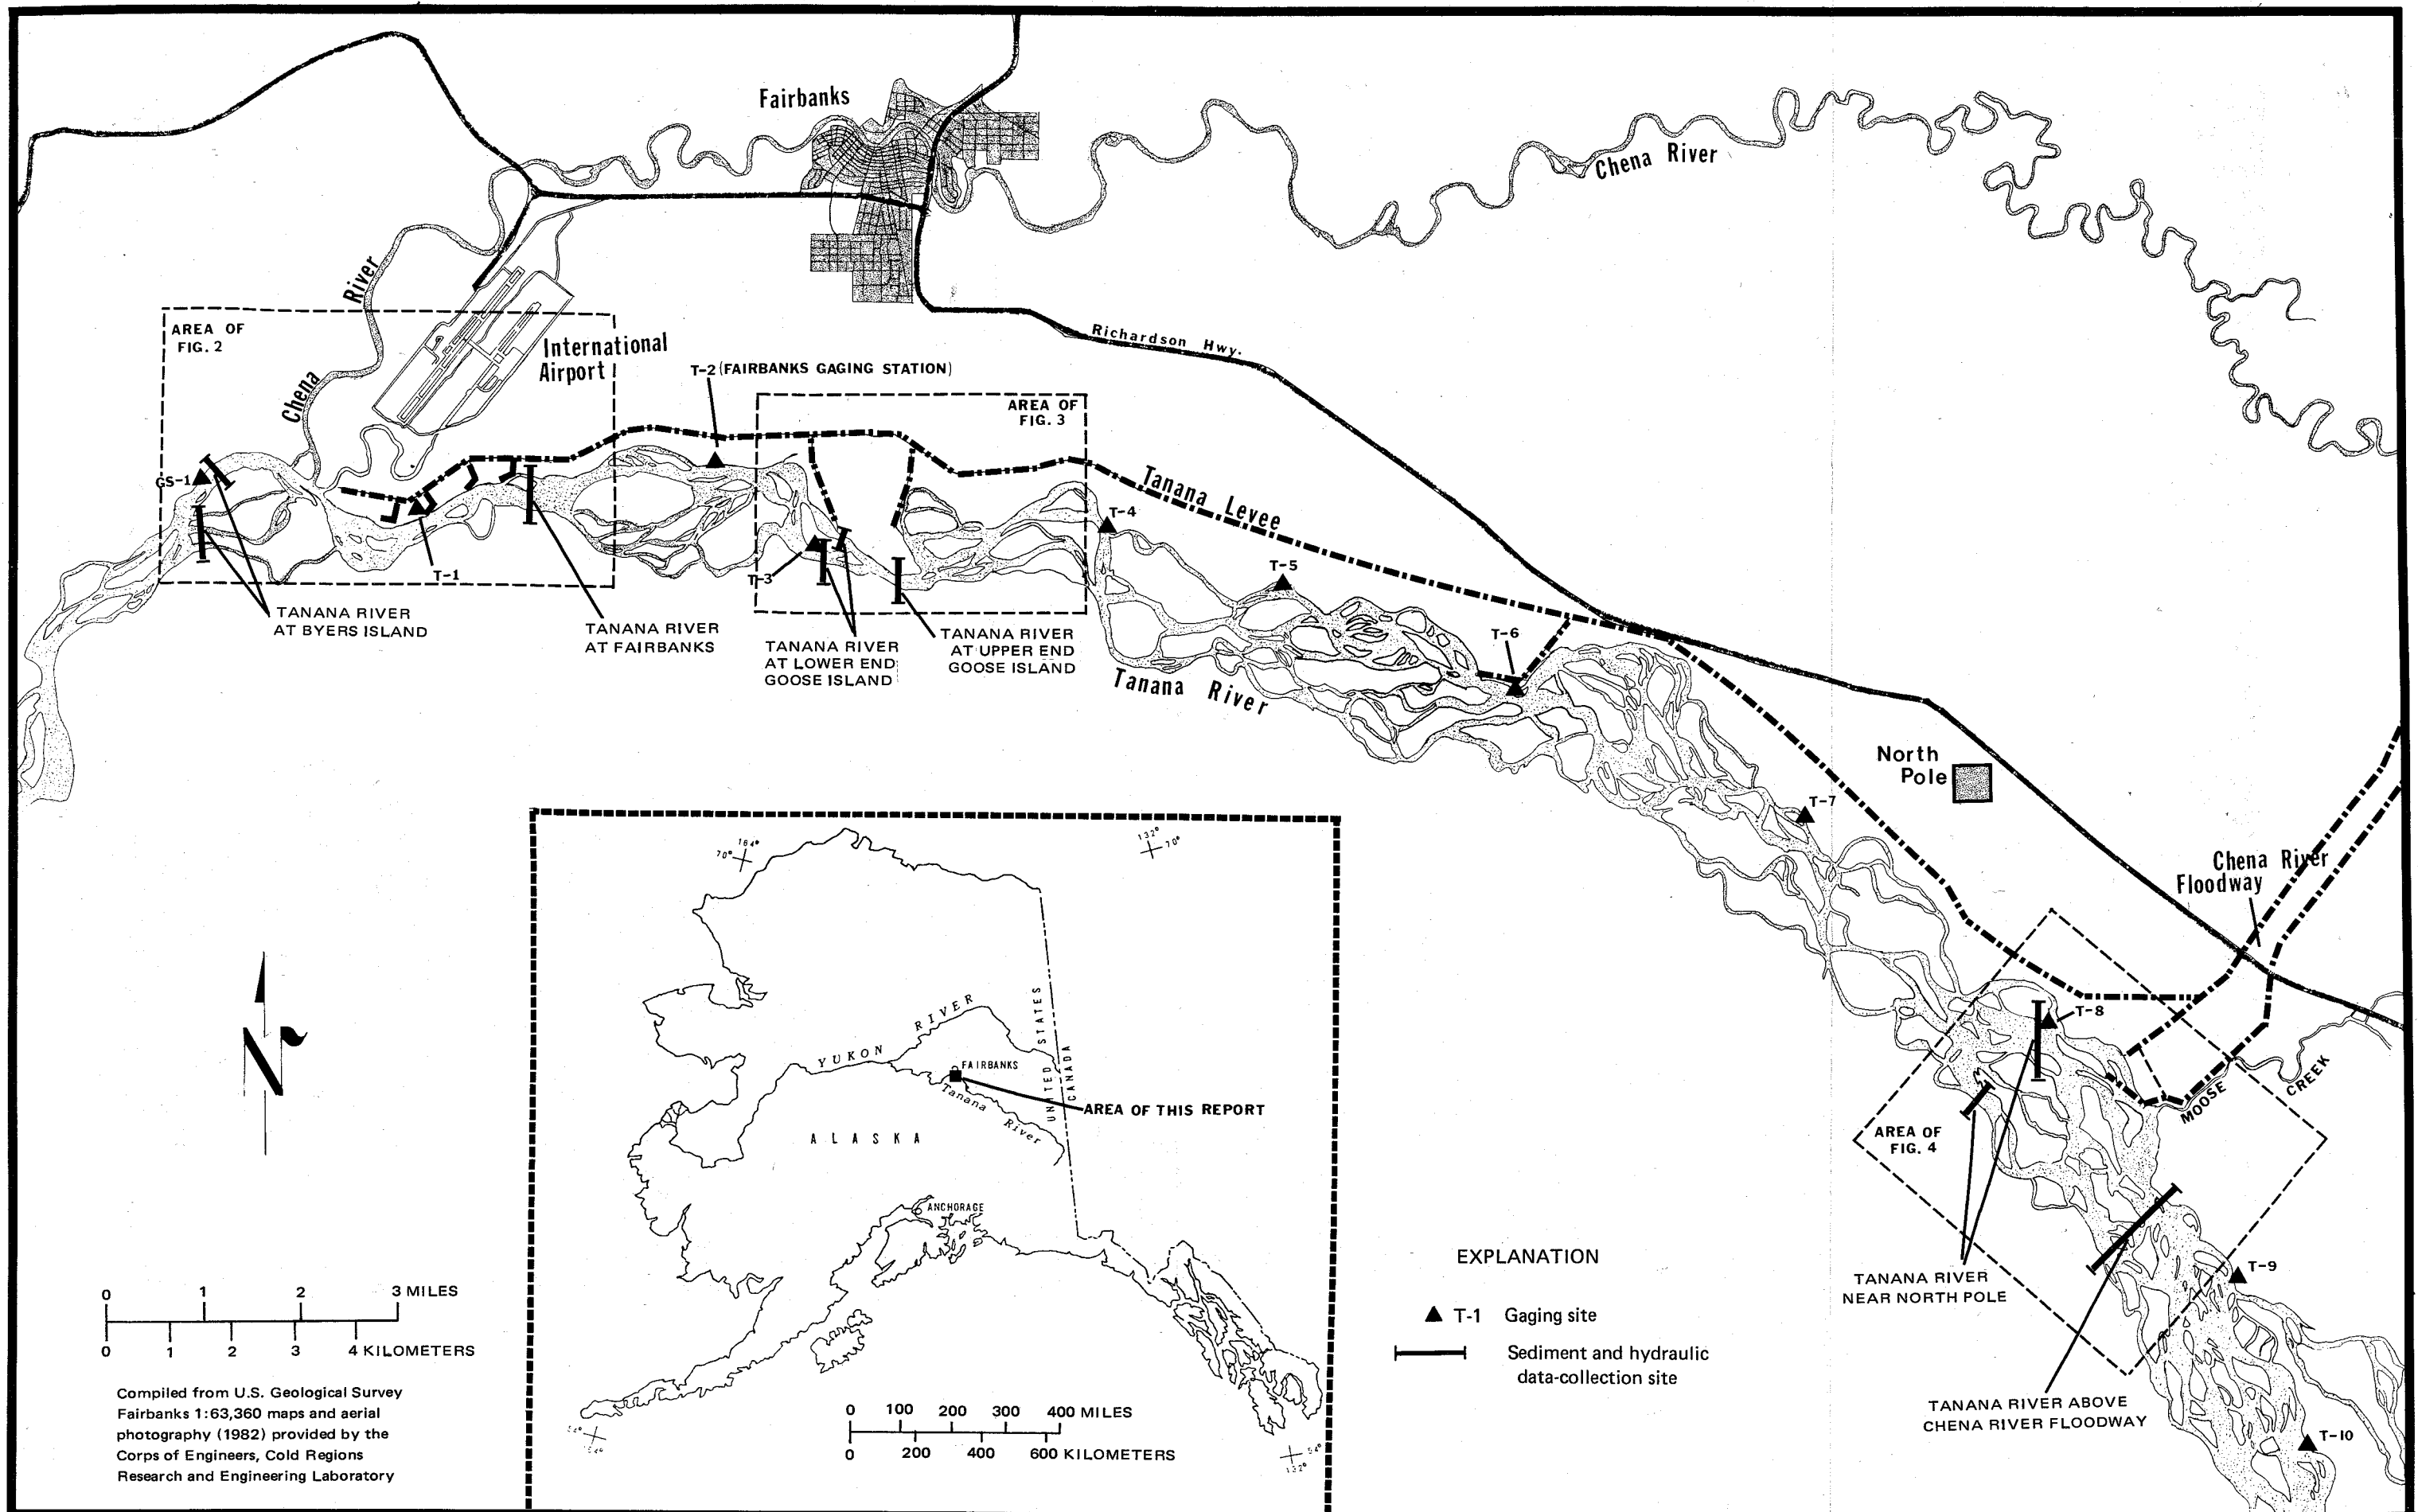 Fairbanks
Chena River
River
Chena
AREA OF
FIG. 2
International
Airport
Richardson Hwy.
T-2 (FAIRBANKS GAGING STATION)
AREA OF
FIG. 3
GS-1
T-1
T-3
T-4
T-5
T-6
Tanana Levee
TANANA RIVER
AT BYERS ISLAND
TANANA RIVER
AT FAIRBANKS
TANANA RIVER
AT LOWER END
GOOSE ISLAND
TANANA RIVER
AT UPPER END
GOOSE ISLAND
Tanana River
North
Pole
T-7
Chena River
Floodway
T-8
MOOSE CREEK
AREA OF
FIG. 4
TANANA RIVER
NEAR NORTH POLE
T-9
TANANA RIVER ABOVE
CHENA RIVER FLOODWAY
T-10
N
164°
70°
132°
70°
YUKON RIVER
UNITED STATES
CANADA
FAIRBANKS
Tanana River
AREA OF THIS REPORT
ALASKA
ANCHORAGE
54°
132°
0 100 200 300 400 MILES
0 200 400 600 KILOMETERS
0 1 2 3 MILES
0 1 2 3 4 KILOMETERS
Compiled from U.S. Geological Survey
Fairbanks 1:63,360 maps and aerial
photography (1982) provided by the
Corps of Engineers, Cold Regions
Research and Engineering Laboratory
EXPLANATION
T-1 Gaging site
Sediment and hydraulic
data-collection site